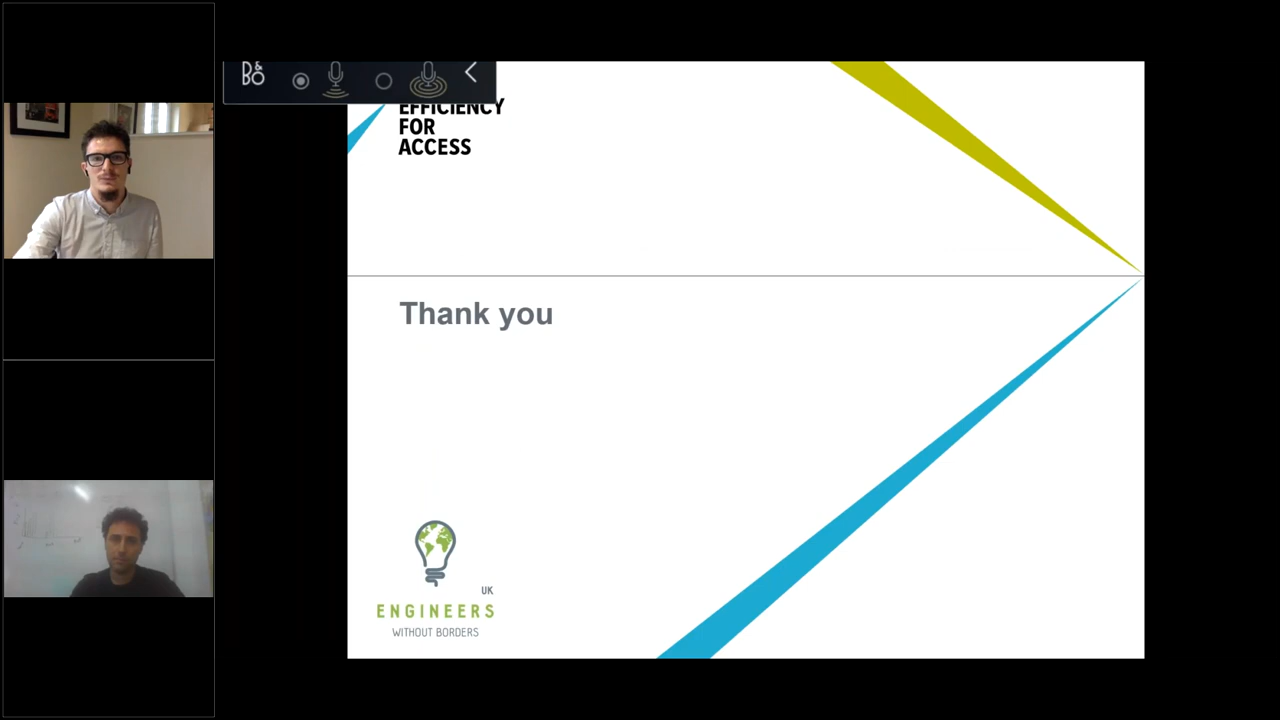 EFFICIENCY
FOR
ACCESS
Thank you
UK
ENGINEERS
WITHOUT BORDERS